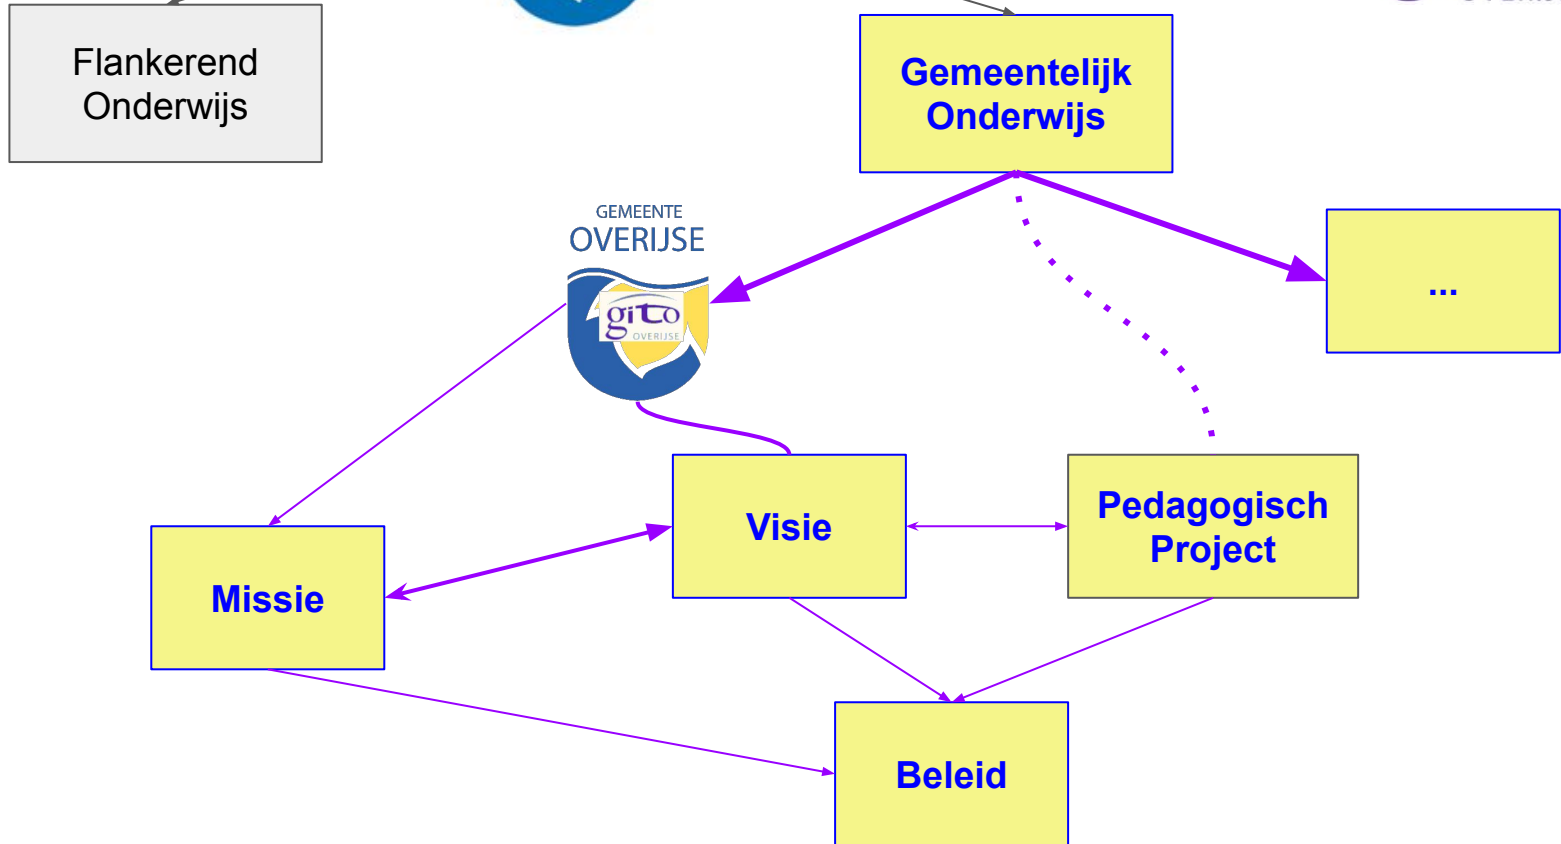 Flankerend
Onderwijs
Gemeentelijk
Onderwijs
GEMEENTE
OVERIJSE
gito
OVERIJSE
...
Visie
Pedagogisch
Project
Missie
Beleid